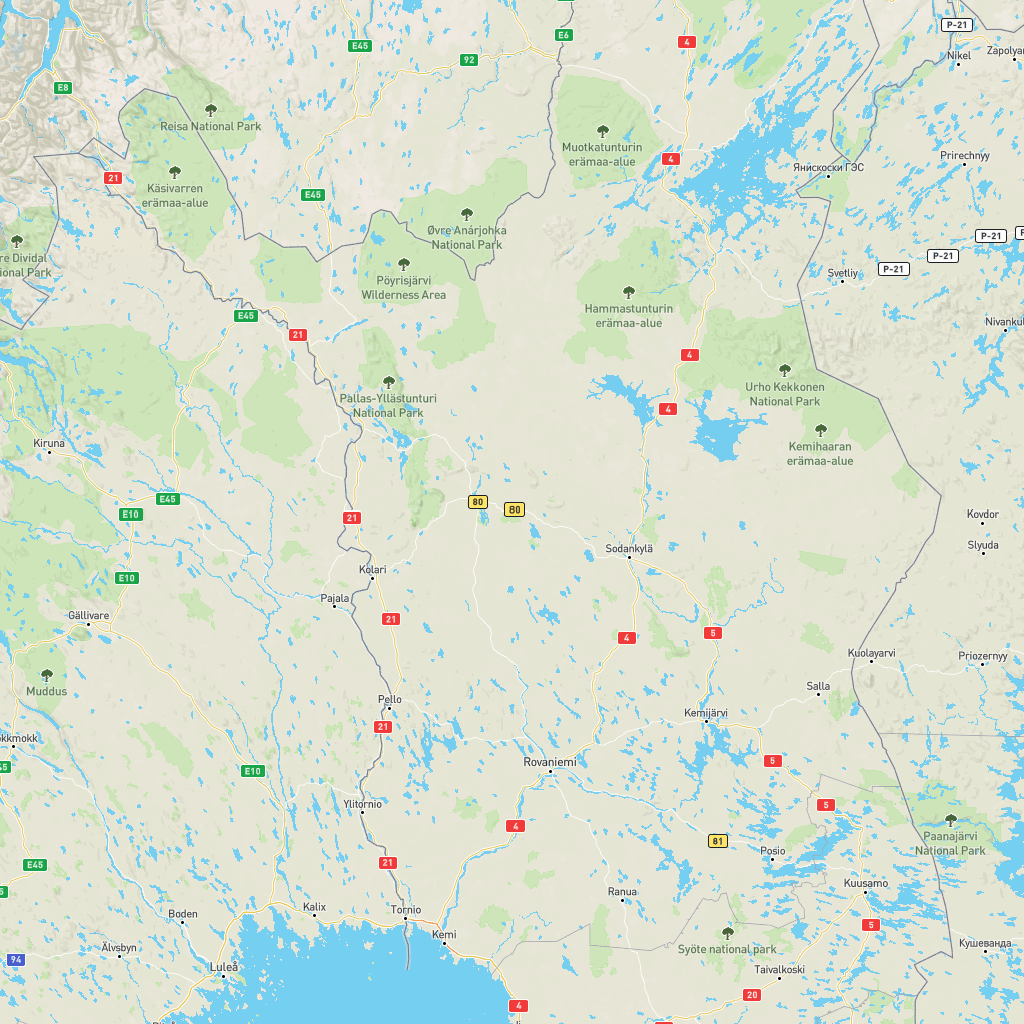 P-21
E6
E45
4
92
Nikel
Zapolyar
E8
Reisa National Park
Muotkatunturin
erämaa-alue
4
Prirechnyy
Янискоски ГЭС
21
Käsivarren
erämaa-alue
E45
Øvre Anárjohka
National Park
P-21
P-21
P-21
re Dividal
ional Park
Pöyrisjärvi
Wilderness Area
Svetliy
Hammastunturin
erämaa-alue
E45
21
Nivankul
4
Urho Kekkonen
National Park
Pallas-Yllästunturi
National Park
4
Kiruna
Kemihaaran
erämaa-alue
E45
80
80
E10
21
Kovdor
Slyuda
Sodankylä
Kolari
E10
Pajala
Gällivare
21
5
4
Kuolayarvi
Priozernyy
Muddus
Salla
Pello
Kemijärvi
21
okkmokk
45
E10
Rovaniemi
5
Ylitornio
5
4
81
Paanajärvi
National Park
Posio
E45
21
5
Kuusamo
Ranua
Kalix
Tornio
Boden
5
Kemi
Älvsbyn
Syöte national park
Кушеванда
94
Luleå
Taivalkoski
20
4